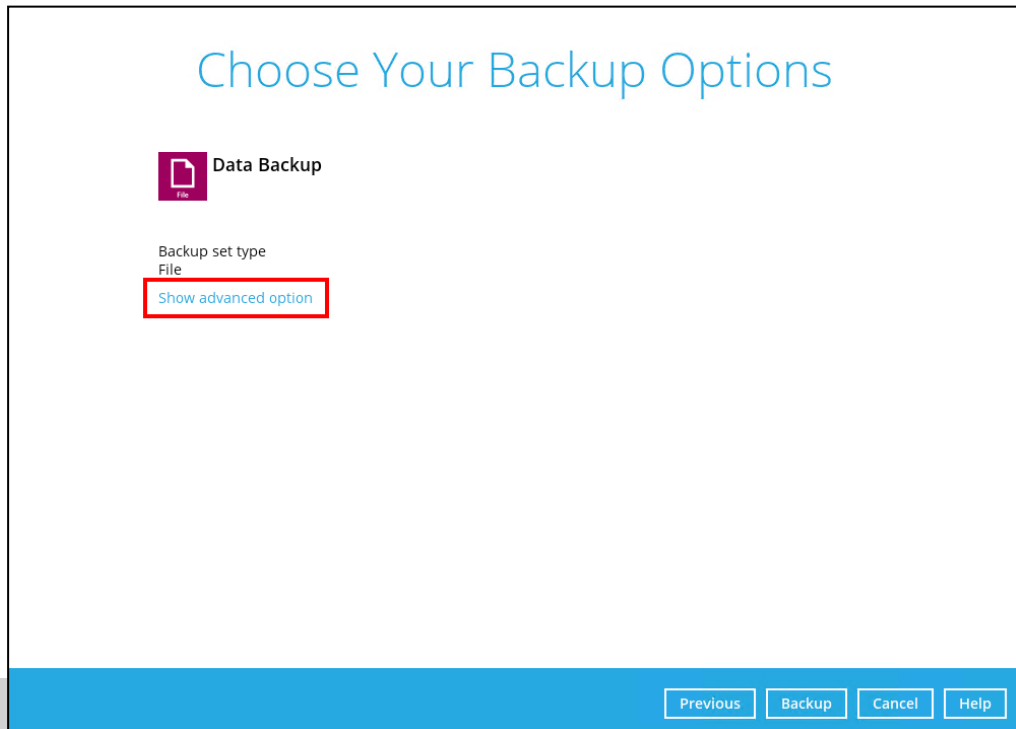 Choose Your Backup Options
Data Backup
File
Backup set type
File
Show advanced option
Previous
Backup
Cancel
Help